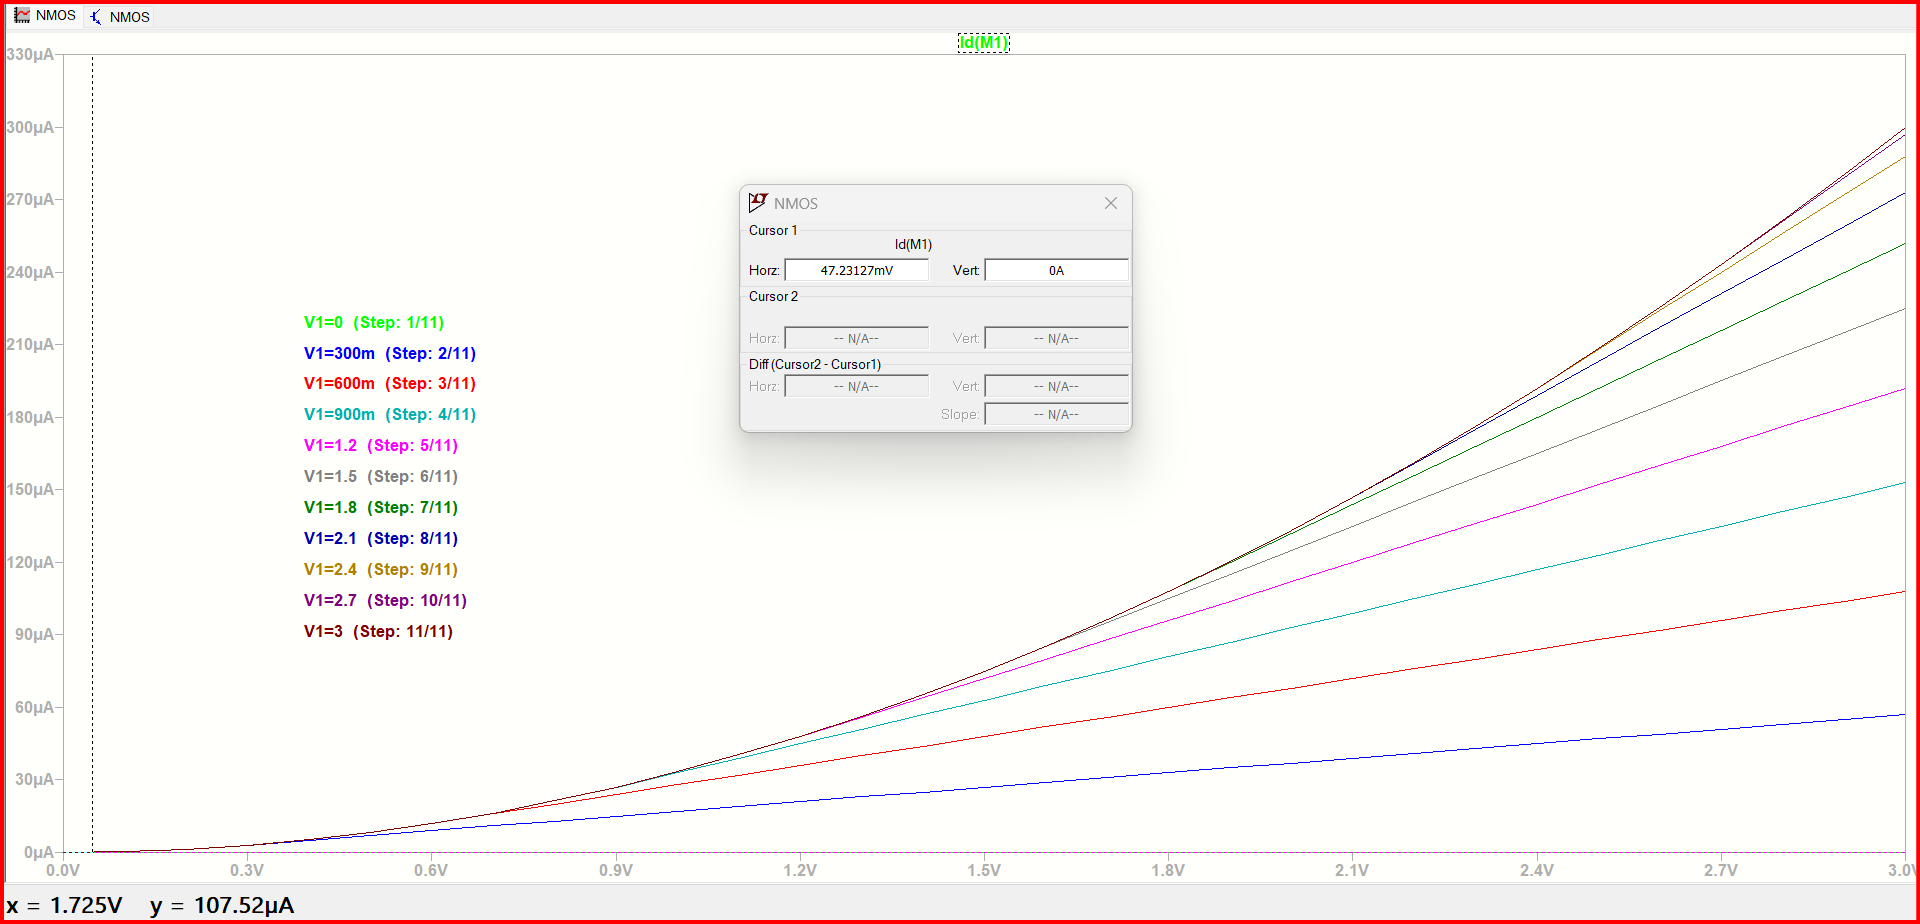 NMOS NMOS
Id(M1)
330µA
300µA
270µA
240µA
210µA
180µA
150µA
120µA
90µA
60µA
30µA
0µA
V1=0 (Step: 1/11)
V1=300m (Step: 2/11)
V1=600m (Step: 3/11)
V1=900m (Step: 4/11)
V1=1.2 (Step: 5/11)
V1=1.5 (Step: 6/11)
V1=1.8 (Step: 7/11)
V1=2.1 (Step: 8/11)
V1=2.4 (Step: 9/11)
V1=2.7 (Step: 10/11)
V1=3 (Step: 11/11)
NMOS
Cursor 1
Id(M1)
Horz: 47.23127mV Vert: 0A
Cursor 2
Horz: -- N/A-- Vert: -- N/A--
Diff (Cursor2 - Cursor1)
Horz: -- N/A-- Vert: -- N/A--
Slope: -- N/A--
0.0V 0.3V 0.6V 0.9V 1.2V 1.5V 1.8V 2.1V 2.4V 2.7V 3.0V
x = 1.725V y = 107.52µA